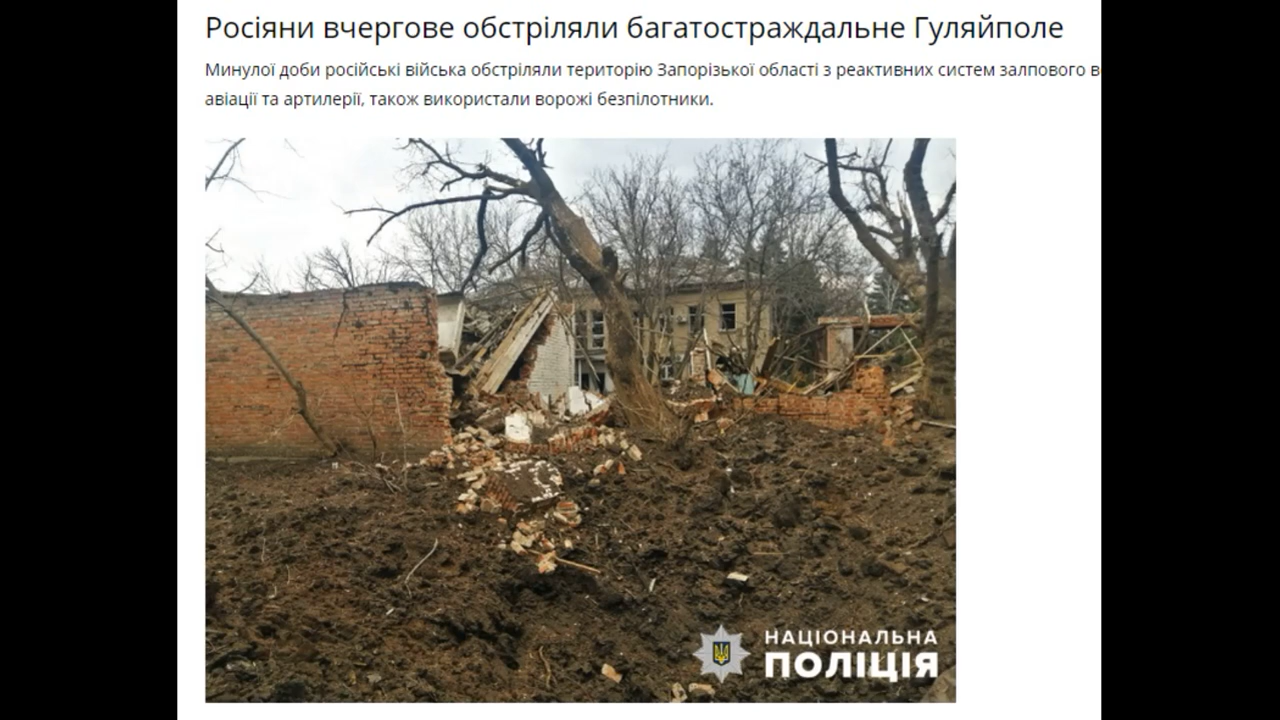 Росіяни вчергове обстріляли багатостраждальне Гуляйполе
Минулої доби російські війська обстріляли територію Запорізької області з реактивних систем залпового
авіації та артилерії, також використали ворожі безпілотники.
НАЦІОНАЛЬНА
ПОЛІЦІЯ